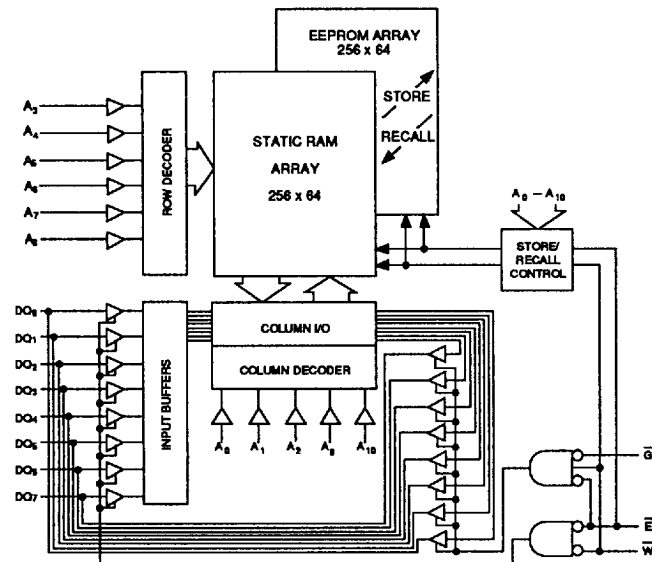 EEPROM ARRAY
256 x 64
STORE
RECALL
STATIC RAM
ARRAY
256 x 64
ROW DECODER
A3
A4
A5
A6
A7
A8
A0 – A10
STORE/
RECALL
CONTROL
DQ0
DQ1
DQ2
DQ3
DQ4
DQ5
DQ6
DQ7
INPUT BUFFERS
COLUMN I/O
COLUMN DECODER
A0
A1
A2
A9
A10
G
E
W